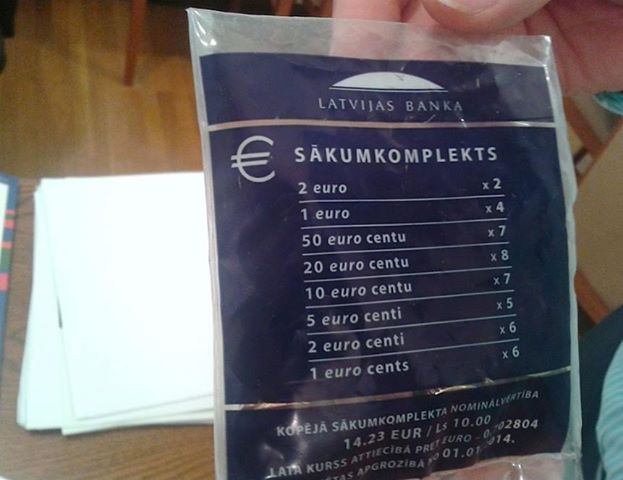 LATVIJAS BANKA
€ SĀKUMKOMPLEKTS
2 euro x 2
1 euro x 4
50 euro centu x 7
20 euro centu x 8
10 euro centu x 7
5 euro centi x 5
2 euro centi x 6
1 euro cents x 6
KOPĒJĀ SĀKUMKOMPLEKTA NOMINĀLVĒRTĪBA
14.23 EUR / Ls 10.00
LATA KURSS ATTIECĪBĀ PRET EURO –
APGROZĪBĀ NO